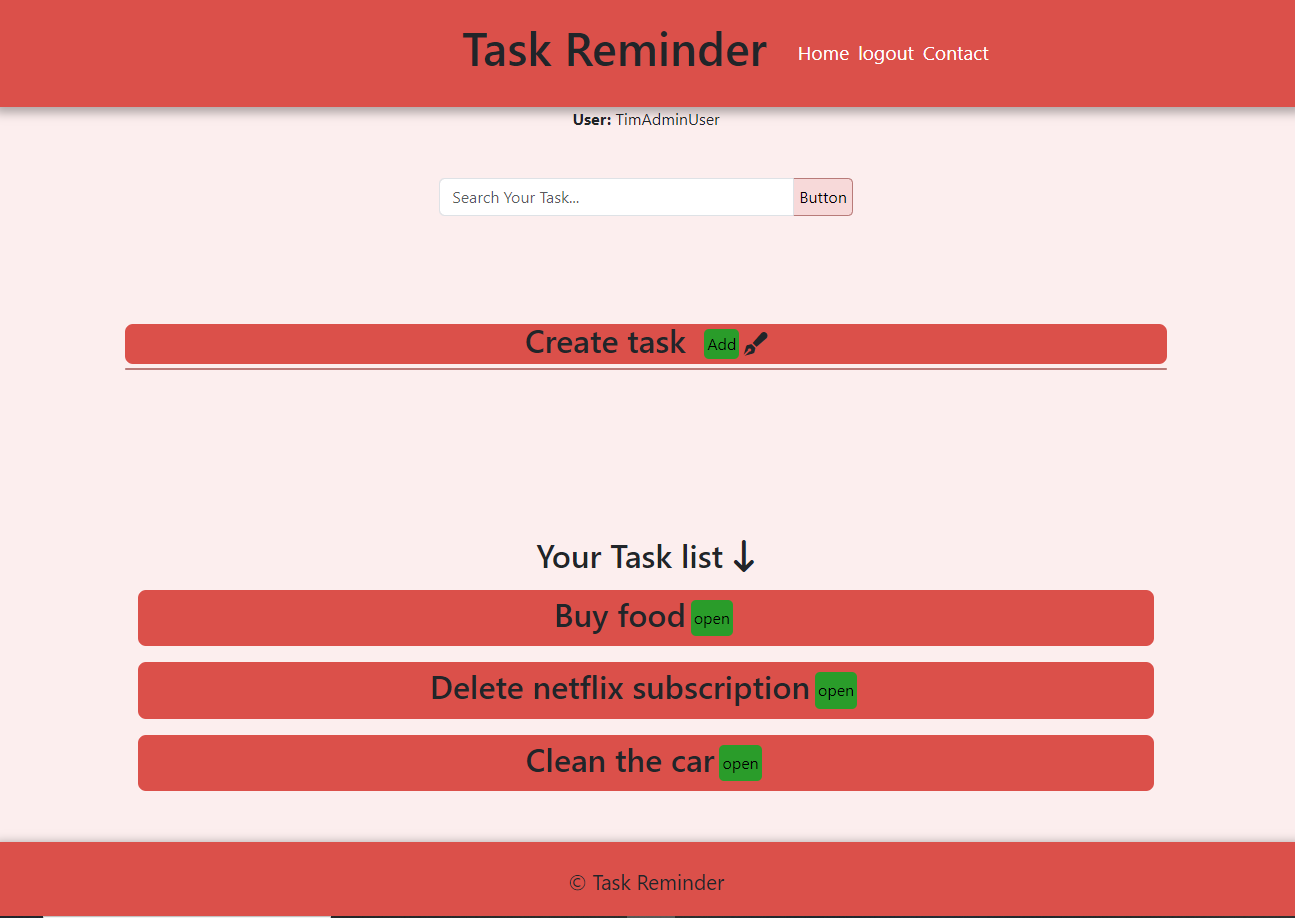 Task Reminder Home logout Contact
User: TimAdminUser
Search Your Task... Button
Create task Add
Your Task list
Buy food open
Delete netflix subscription open
Clean the car open
© Task Reminder